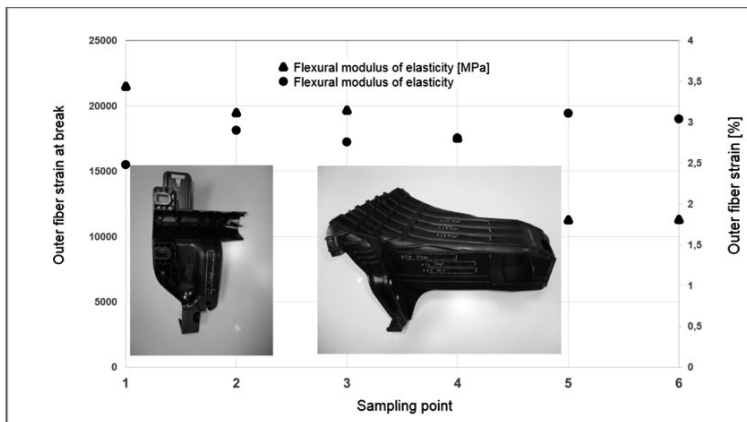 25000
20000
15000
10000
5000
0
Outer fiber strain at break
Flexural modulus of elasticity [MPa]
Flexural modulus of elasticity
4
3,5
3
2,5
2
1,5
1
0,5
0
Outer fiber strain [%]
1 2 3 4 5 6
Sampling point